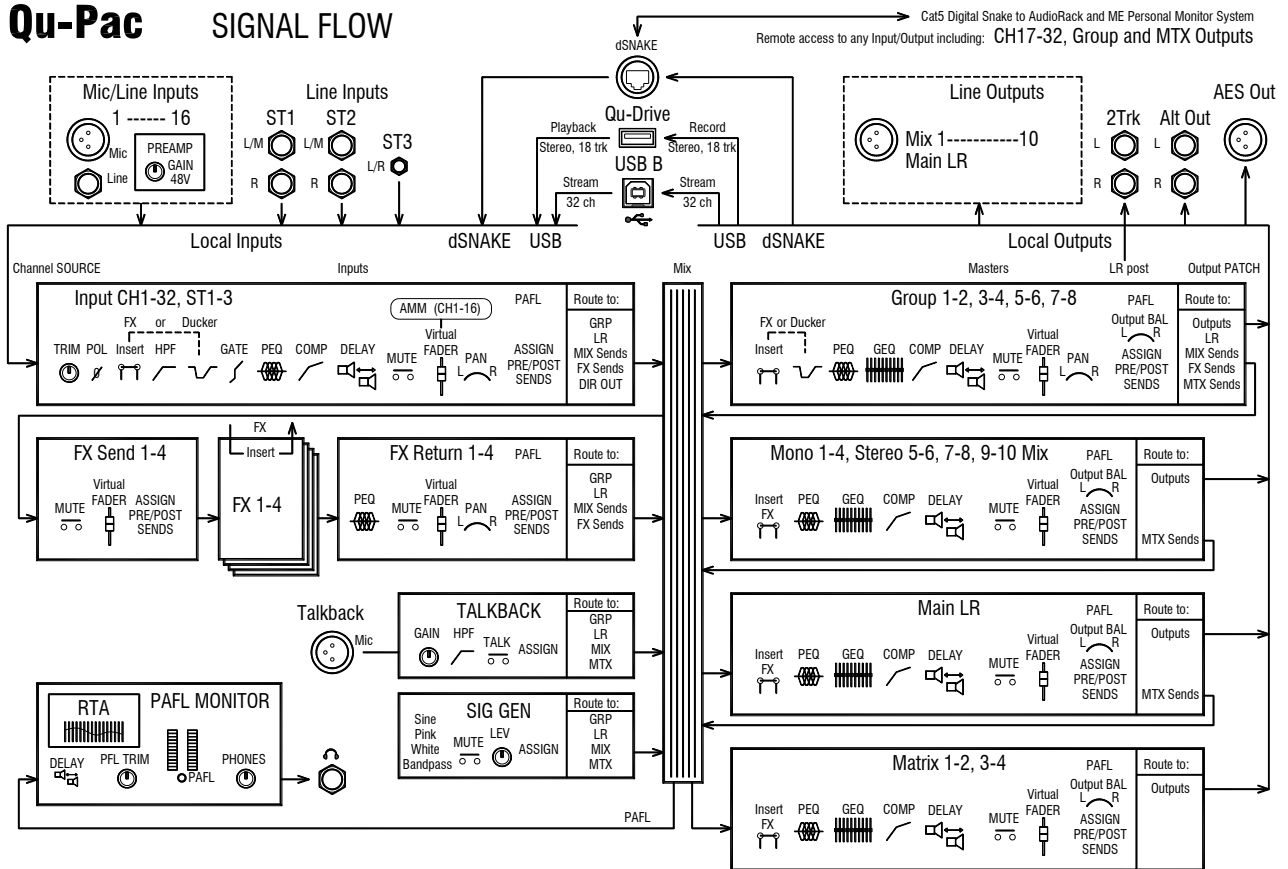 Qu-Pac SIGNAL FLOW
Cat5 Digital Snake to AudioRack and ME Personal Monitor System
Remote access to any Input/Output including: CH17-32, Group and MTX Outputs
dSNAKE
Mic/Line Inputs
1 ------ 16
Mic
Line
PREAMP
GAIN
48V
Line Inputs
ST1
ST2
ST3
L/M
R
L/M
R
L/R
Qu-Drive
Playback
Stereo, 18 trk
Record
Stereo, 18 trk
USB B
Stream
32 ch
Stream
32 ch
Line Outputs
Mix 1-----------10
Main LR
2Trk
L
R
Alt Out
L
R
AES Out
Local Inputs
dSNAKE
USB
USB
dSNAKE
Local Outputs
Channel SOURCE
Inputs
Mix
Masters
LR post
Output PATCH
Input CH1-32, ST1-3
AMM (CH1-16)
PAFL
FX or Ducker
TRIM
POL
Insert
HPF
GATE
PEQ
COMP
DELAY
MUTE
Virtual
FADER
PAN
L
R
ASSIGN
PRE/POST
SENDS
Route to:
GRP
LR
MIX Sends
FX Sends
DIR OUT
Group 1-2, 3-4, 5-6, 7-8
PAFL
FX or Ducker
Insert
PEQ
GEQ
COMP
DELAY
MUTE
Virtual
FADER
PAN
L
R
Output BAL
L
R
ASSIGN
PRE/POST
SENDS
Route to:
Outputs
LR
MIX Sends
FX Sends
MTX Sends
FX Send 1-4
MUTE
Virtual
FADER
ASSIGN
PRE/POST
SENDS
FX
Insert
FX 1-4
FX Return 1-4
PAFL
PEQ
MUTE
Virtual
FADER
PAN
L
R
ASSIGN
PRE/POST
SENDS
Route to:
GRP
LR
MIX Sends
FX Sends
Mono 1-4, Stereo 5-6, 7-8, 9-10 Mix
PAFL
Insert
FX
PEQ
GEQ
COMP
DELAY
MUTE
Virtual
FADER
Output BAL
L
R
ASSIGN
PRE/POST
SENDS
Route to:
Outputs
MTX Sends
Talkback
Mic
TALKBACK
GAIN
HPF
TALK
ASSIGN
Route to:
GRP
LR
MIX
MTX
Main LR
PAFL
Insert
FX
PEQ
GEQ
COMP
DELAY
MUTE
Virtual
FADER
Output BAL
L
R
ASSIGN
PRE/POST
SENDS
Route to:
Outputs
MTX Sends
RTA
PAFL MONITOR
DELAY
PFL TRIM
PAFL
PHONES
SIG GEN
Sine
Pink
White
Bandpass
MUTE
LEV
ASSIGN
Route to:
GRP
LR
MIX
MTX
PAFL
Matrix 1-2, 3-4
PAFL
Insert
FX
PEQ
GEQ
COMP
DELAY
MUTE
Virtual
FADER
Output BAL
L
R
ASSIGN
PRE/POST
SENDS
Route to:
Outputs